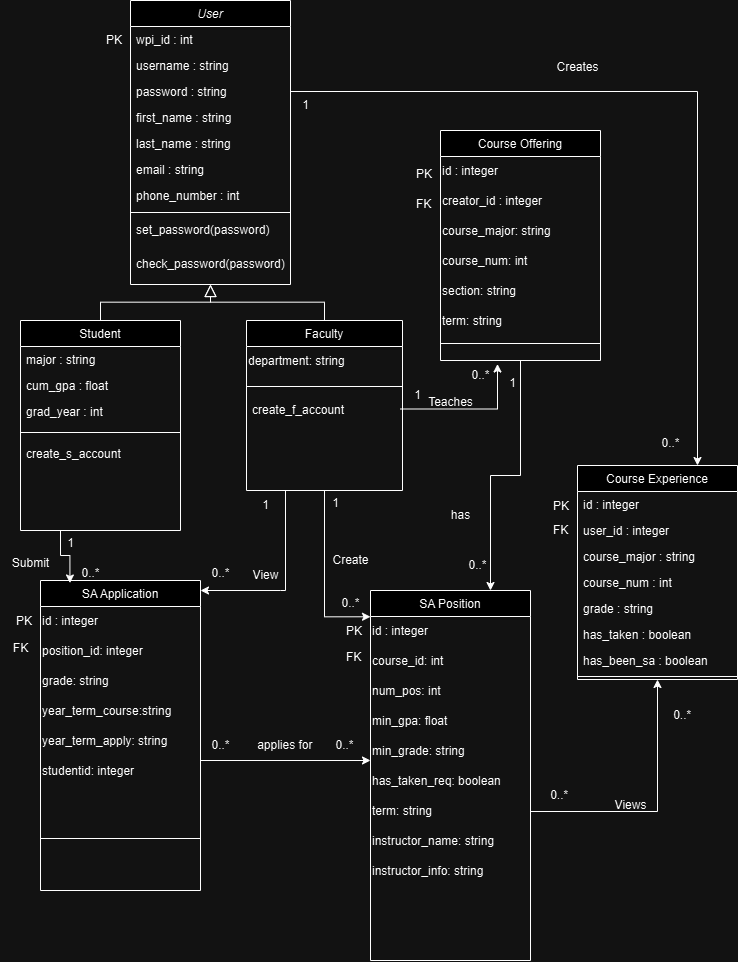 User
PK
wpi_id : int
username : string
password : string
first_name : string
last_name : string
email : string
phone_number : int
set_password(password)
check_password(password)
Creates
1
Course Offering
PK
id : integer
FK
creator_id : integer
course_major: string
course_num: int
section: string
term: string
Student
major : string
cum_gpa : float
grad_year : int
create_s_account
Faculty
department: string
create_f_account
1
Teaches
0..*
1
has
0..*
0..*
Course Experience
PK
id : integer
FK
user_id : integer
course_major : string
course_num : int
grade : string
has_taken : boolean
has_been_sa : boolean
1
Submit
0..*
1
View
0..*
1
Create
0..*
SA Application
PK
id : integer
FK
position_id: integer
grade: string
year_term_course:string
year_term_apply: string
studentid: integer
0..*
applies for
0..*
SA Position
PK
id : integer
FK
course_id: int
num_pos: int
min_gpa: float
min_grade: string
has_taken_req: boolean
term: string
instructor_name: string
instructor_info: string
0..*
Views
0..*